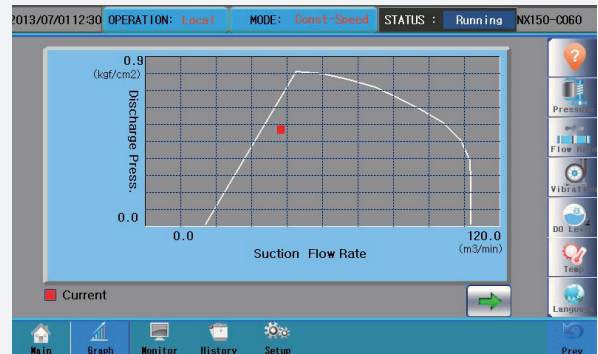 2013/07/01 12:30 OPERATION: Local MODE: Const-Speed STATUS : Running NX150-C060
0.9
(kgf/cm2)
Discharge Press.
0.0
0.0
120.0
Suction Flow Rate
(m3/min)
Current
Pressure
Flow
Vibration
DO Level
Temp
Language
Main Graph Monitor History Setup Prev